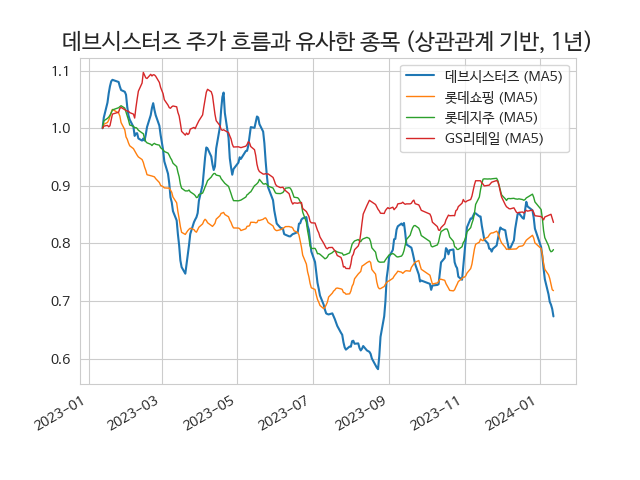 데브시스터즈 주가 흐름과 유사한 종목 (상관관계 기반, 1년)
데브시스터즈 (MA5)
롯데쇼핑 (MA5)
롯데지주 (MA5)
GS리테일 (MA5)
1.1
1.0
0.9
0.8
0.7
0.6
2023-01
2023-03
2023-05
2023-07
2023-09
2023-11
2024-01